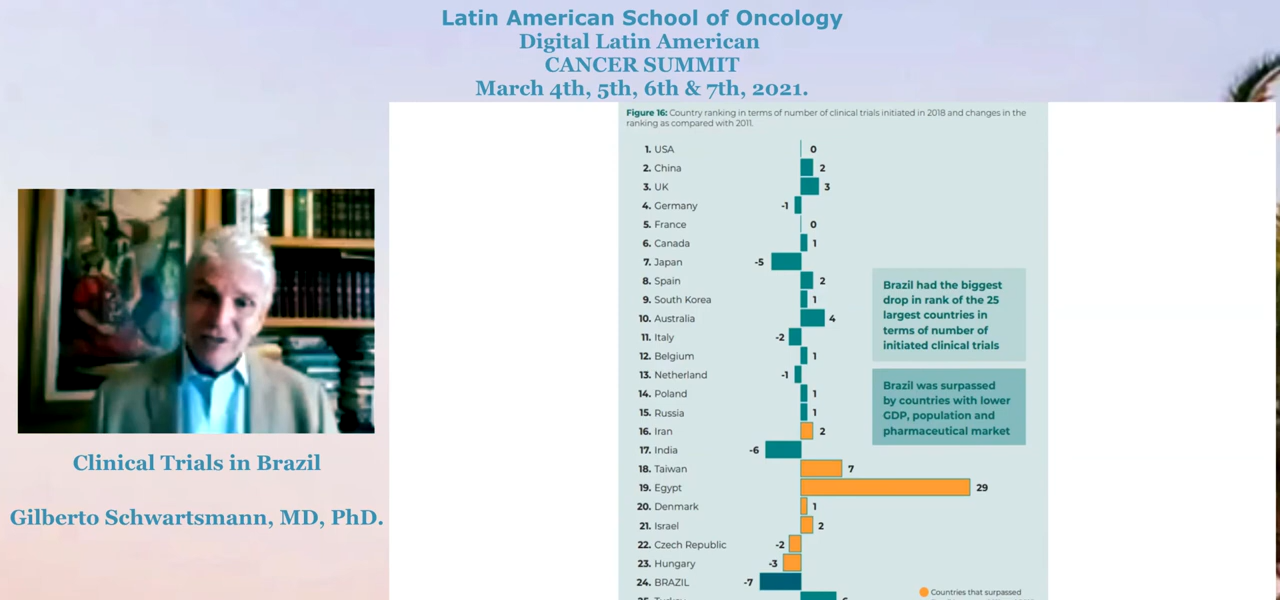 Latin American School of Oncology
Digital Latin American
CANCER SUMMIT
March 4th, 5th, 6th & 7th, 2021.
Figure 16: Country ranking in terms of number of clinical trials initiated in 2018 and changes in the
ranking as compared with 2011.
1. USA 0
2. China 2
3. UK 3
4. Germany -1
5. France 0
6. Canada 1
7. Japan -5
8. Spain 2
9. South Korea 1
10. Australia 4
11. Italy -2
12. Belgium 1
13. Netherland -1
14. Poland 1
15. Russia 1
16. Iran 2
17. India -6
18. Taiwan 7
19. Egypt 29
20. Denmark 1
21. Israel 2
22. Czech Republic -2
23. Hungary -3
24. BRAZIL -7
Brazil had the biggest
drop in rank of the 25
largest countries in
terms of number of
initiated clinical trials
Brazil was surpassed
by countries with lower
GDP, population and
pharmaceutical market
Countries that surpassed
Clinical Trials in Brazil
Gilberto Schwartsmann, MD, PhD.